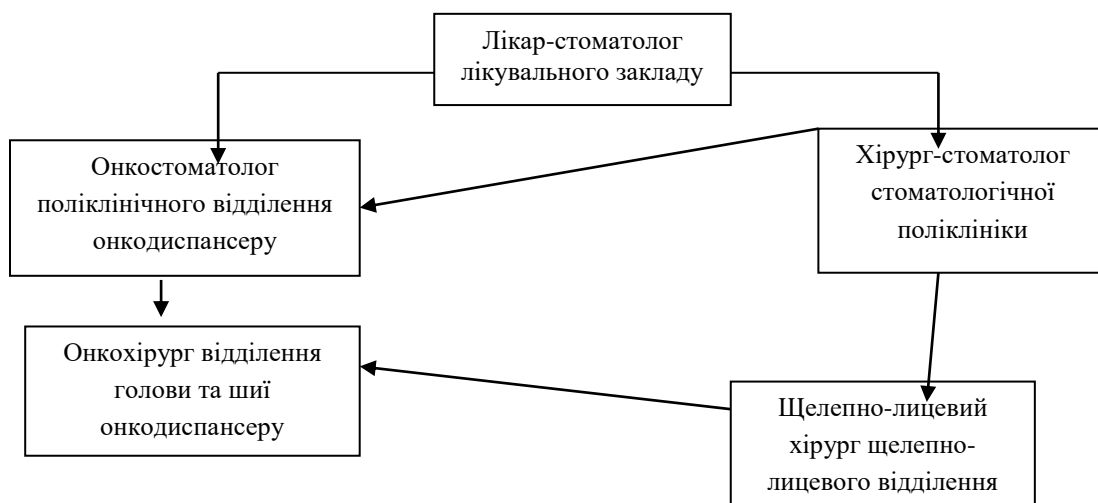 Лікар-стоматолог
лікувального закладу
Онкостоматолог
поліклінічного відділення
онкодиспансеру
Хірург-стоматолог
стоматологічної
поліклініки
Онкохірург відділення
голови та шиї
онкодиспансеру
Щелепно-лицевий
хірург щелепно-
лицевого відділення